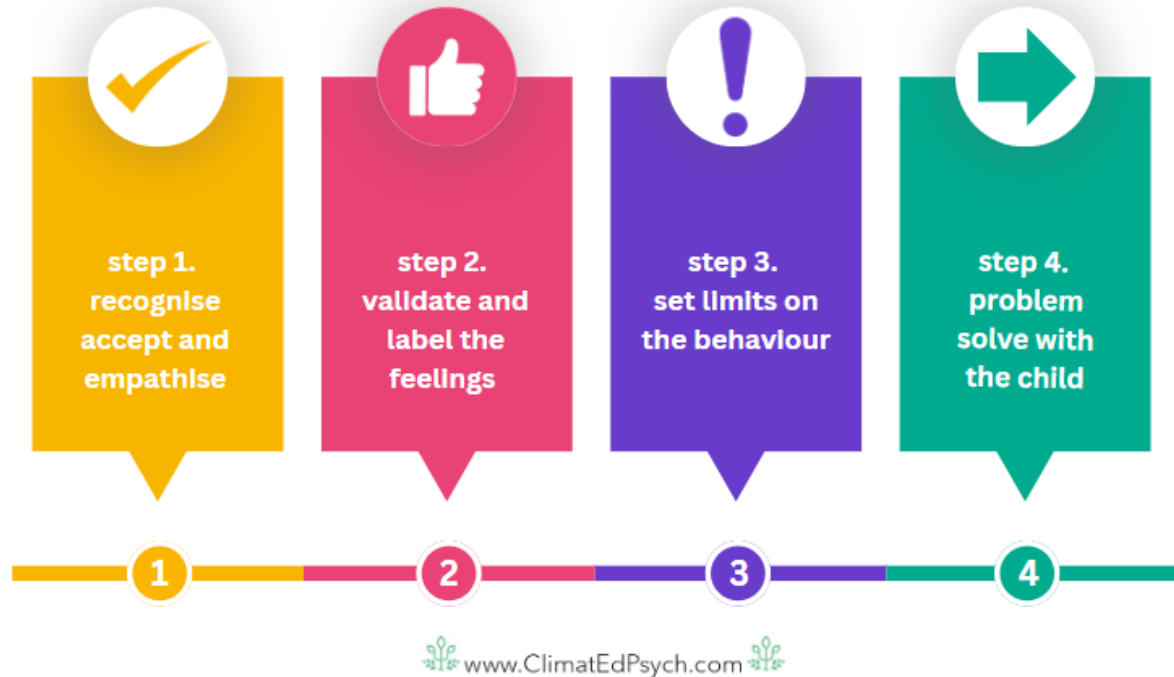 step 1.
recognise
accept and
empathise
step 2.
validate and
label the
feelings
step 3.
set limits on
the behaviour
step 4.
problem
solve with
the child
1
2
3
4
www.ClimatEdPsych.com